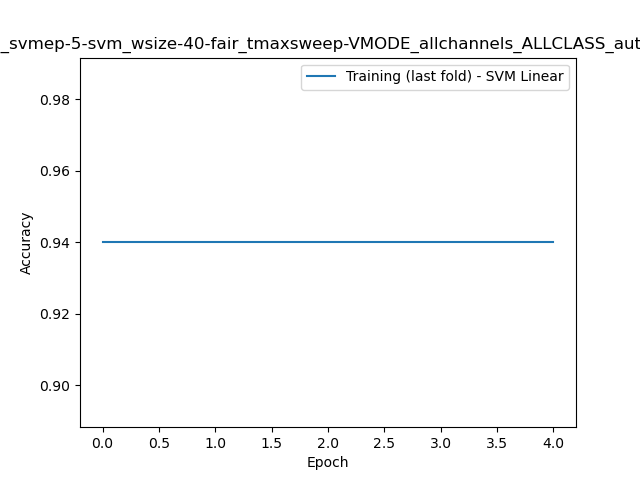 _svmep-5-svm_wsize-40-fair_tmaxsweep-VMODE_allchannels_ALLCLASS_aut
Training (last fold) - SVM Linear
0.98
0.96
0.94
0.92
0.90
Accuracy
0.0 0.5 1.0 1.5 2.0 2.5 3.0 3.5 4.0
Epoch